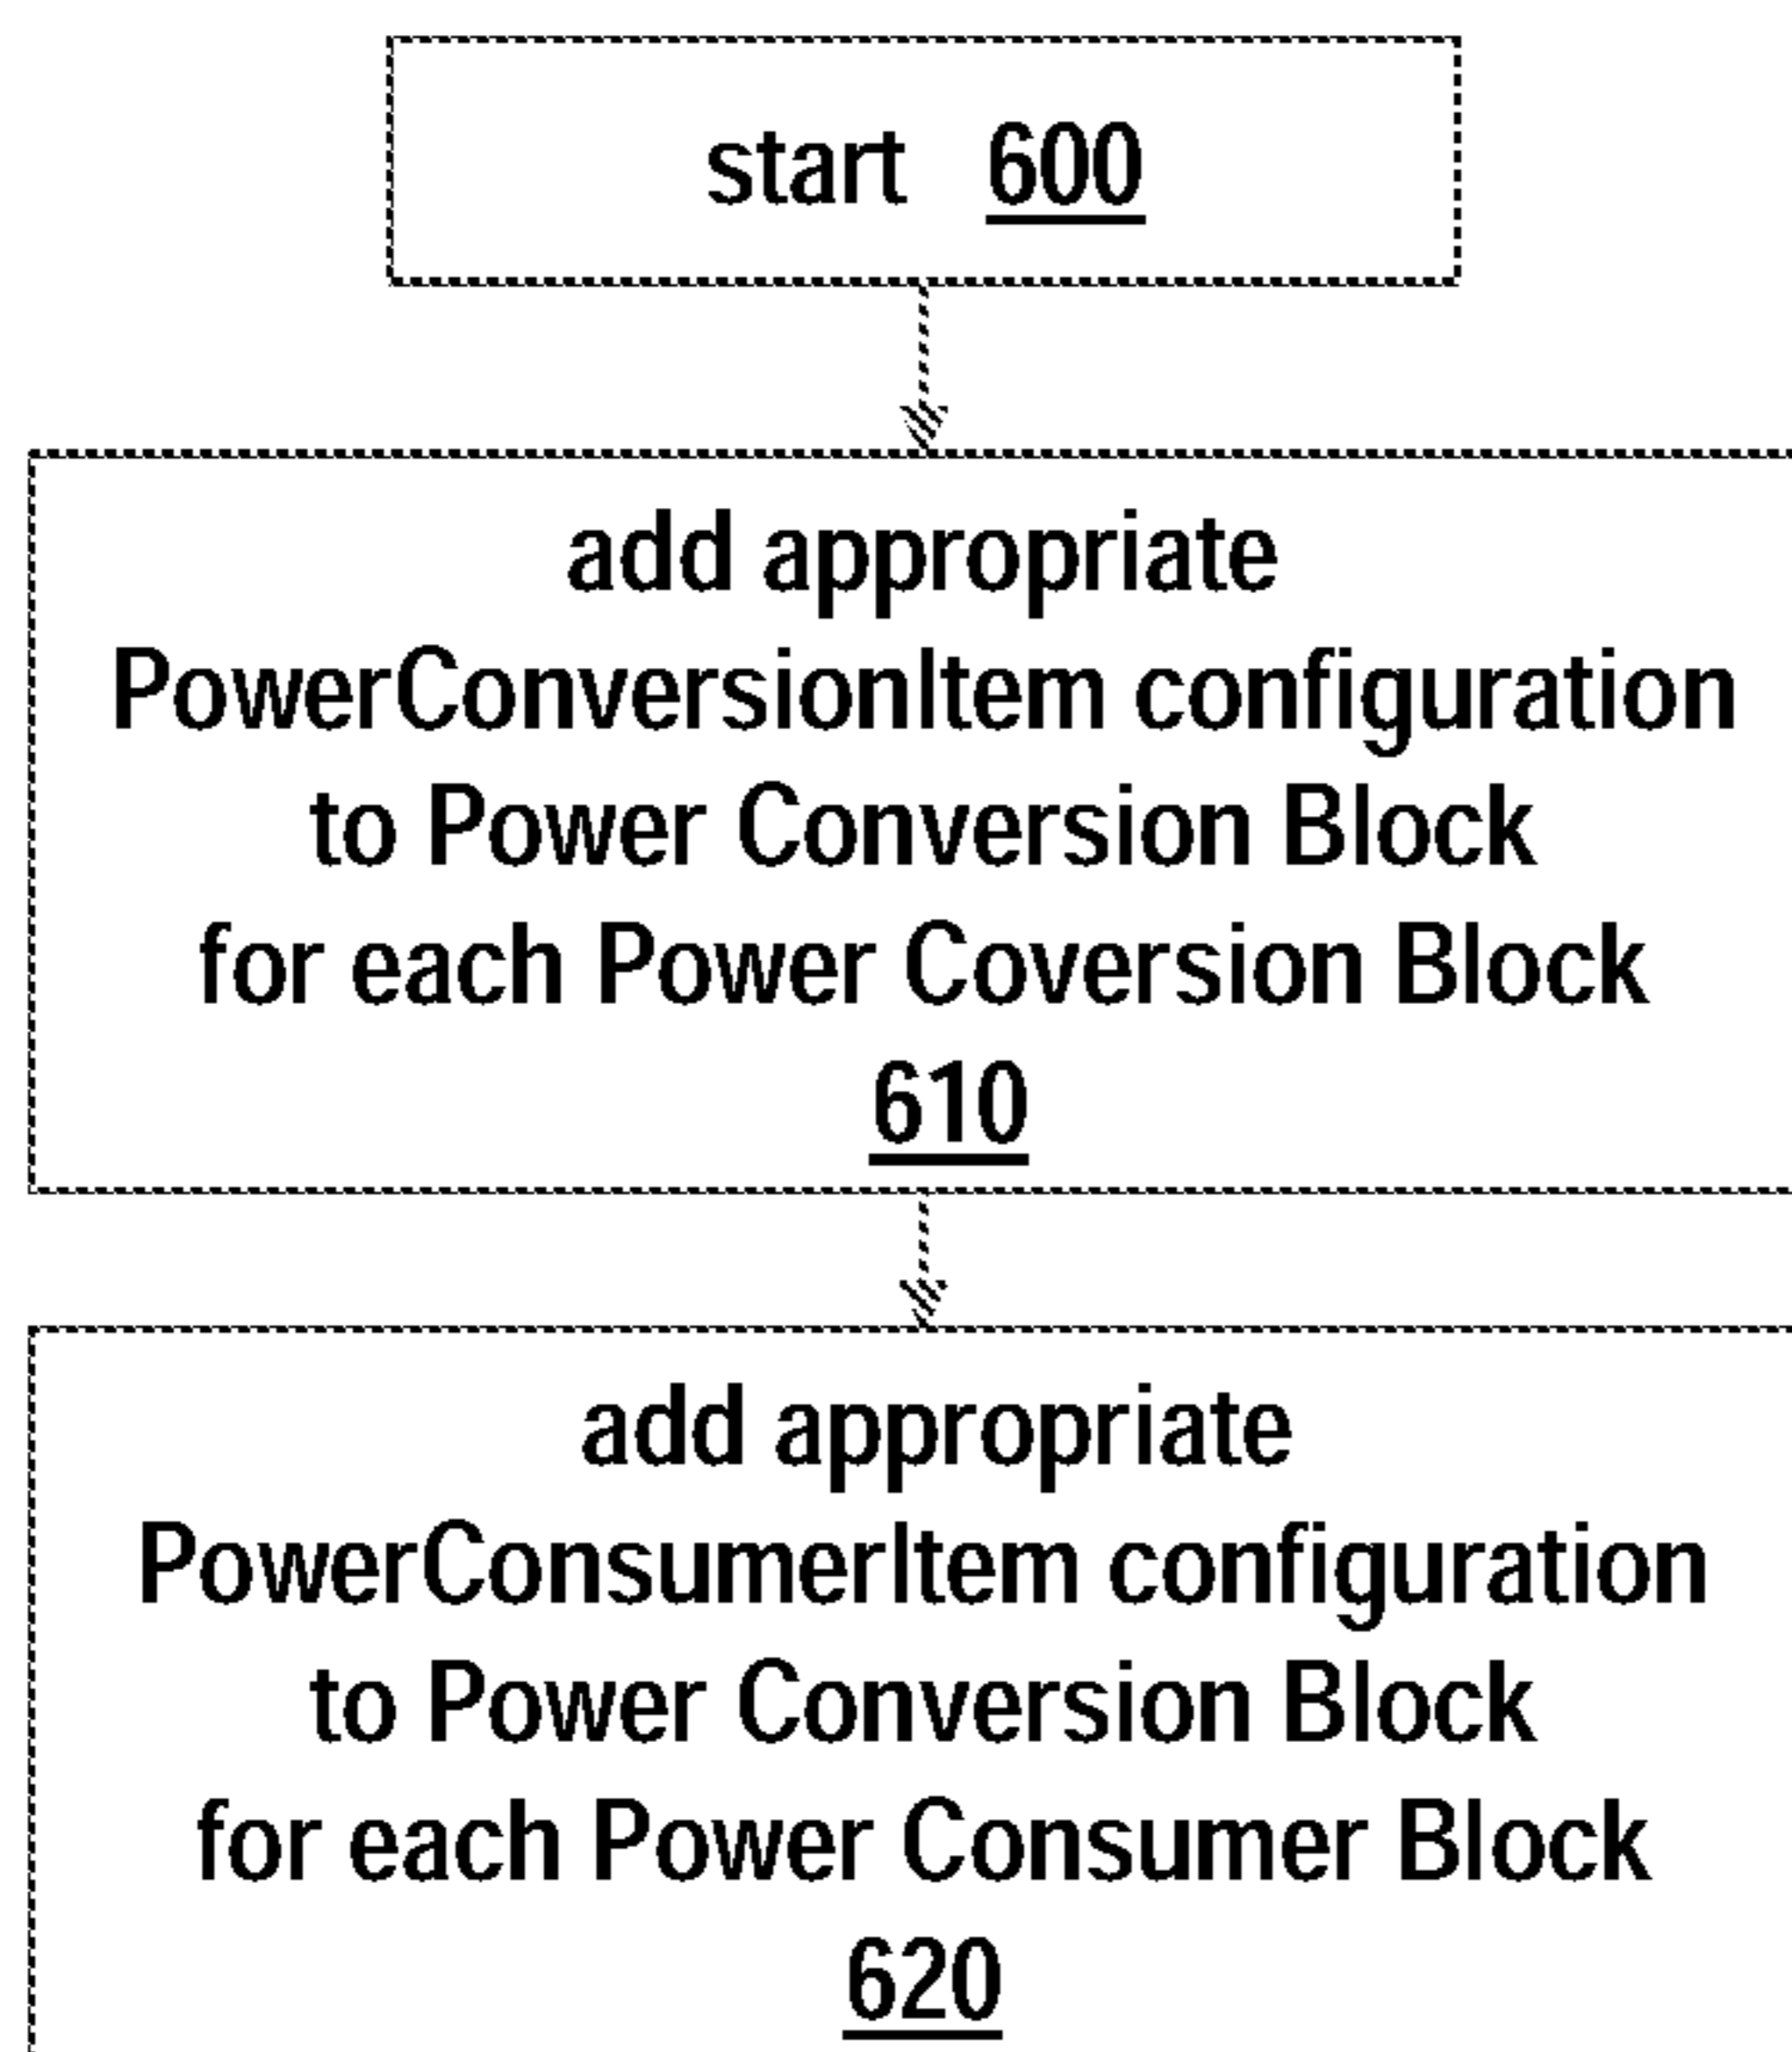 start 600
add appropriate
PowerConversionItem configuration
to Power Conversion Block
for each Power Coversion Block
610
add appropriate
PowerConsumerItem configuration
to Power Conversion Block
for each Power Consumer Block
620